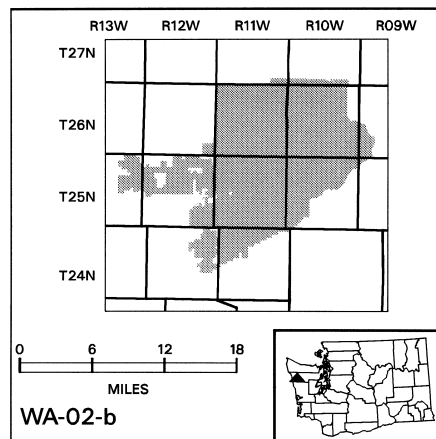 R13W R12W R11W R10W R09W
T27N
T26N
T25N
T24N
0 6 12 18
MILES
WA-02-b